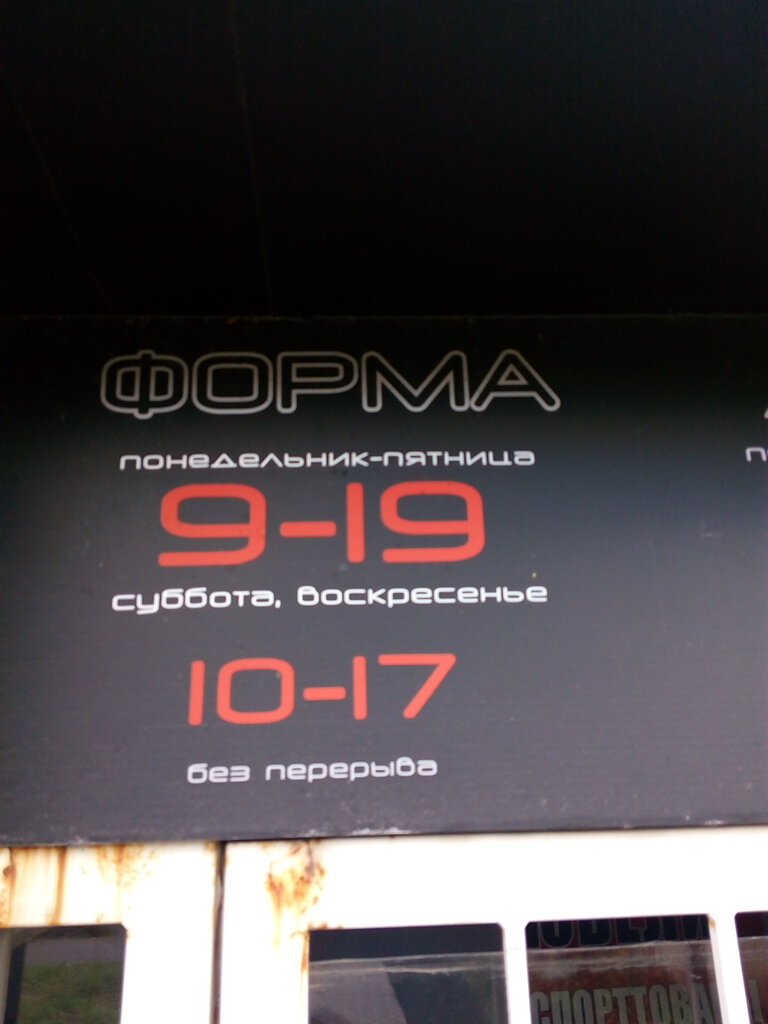 ФОРМА
понедельник-пятница
9-19
суббота, воскресенье
10-17
без перерыва